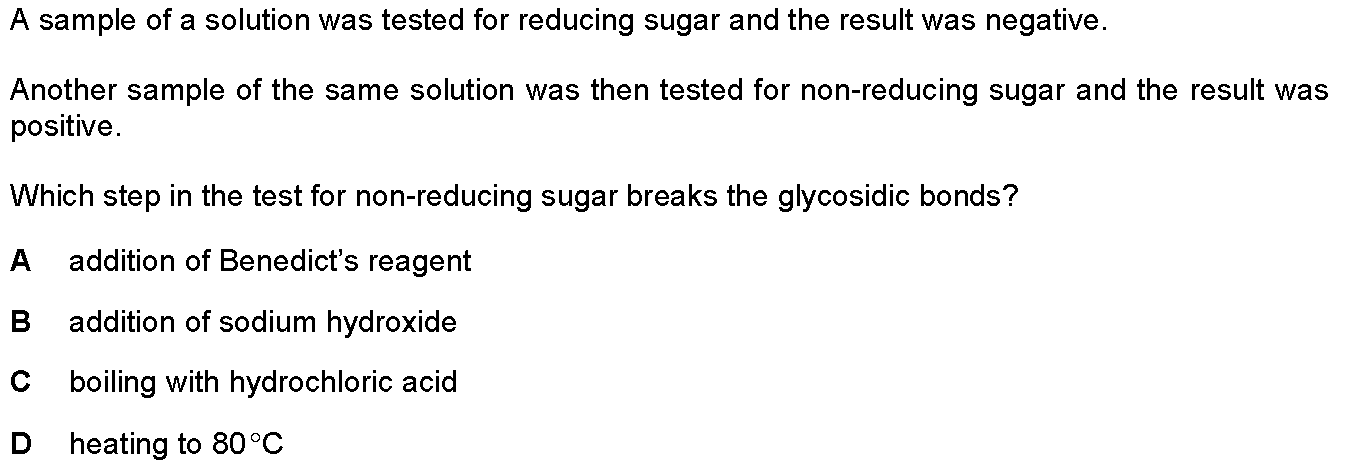 A sample of a solution was tested for reducing sugar and the result was negative.
Another sample of the same solution was then tested for non-reducing sugar and the result was
positive.
Which step in the test for non-reducing sugar breaks the glycosidic bonds?
A addition of Benedict’s reagent
B addition of sodium hydroxide
C boiling with hydrochloric acid
D heating to 80 °C